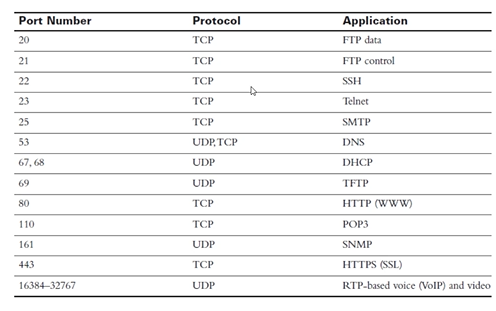 Port Number Protocol Application
20 TCP FTP data
21 TCP FTP control
22 TCP SSH
23 TCP Telnet
25 TCP SMTP
53 UDP, TCP DNS
67, 68 UDP DHCP
69 UDP TFTP
80 TCP HTTP (WWW)
110 TCP POP3
161 UDP SNMP
443 TCP HTTPS (SSL)
16384–32767 UDP RTP-based voice (VoIP) and video